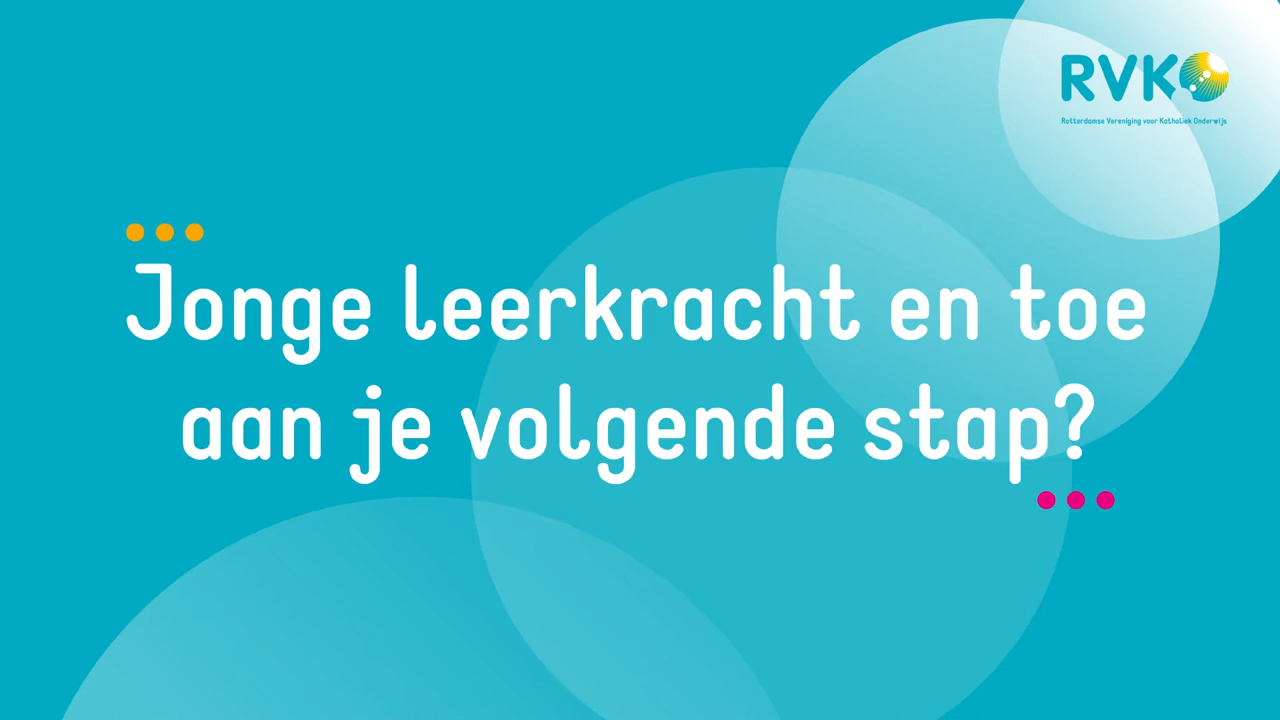 RVKO
Rotterdamse Vereniging voor Katholiek Onderwijs
Jonge leerkracht en toe
aan je volgende stap?